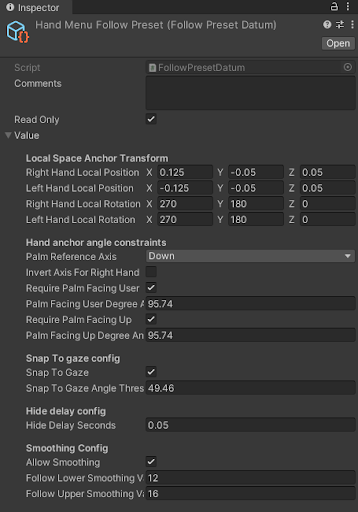 Inspector
Hand Menu Follow Preset (Follow Preset Datum)
Open
Script FollowPresetDatum
Comments
Read Only
Value
Local Space Anchor Transform
Right Hand Local Position X 0.125 Y -0.05 Z 0.05
Left Hand Local Position X -0.125 Y -0.05 Z 0.05
Right Hand Local Rotation X 270 Y 180 Z 0
Left Hand Local Rotation X 270 Y 180 Z 0
Hand anchor angle constraints
Palm Reference Axis Down
Invert Axis For Right Hand
Require Palm Facing User
Palm Facing User Degree A 95.74
Require Palm Facing Up
Palm Facing Up Degree An 95.74
Snap To gaze config
Snap To Gaze
Snap To Gaze Angle Thres 49.46
Hide delay config
Hide Delay Seconds 0.05
Smoothing Config
Allow Smoothing
Follow Lower Smoothing Va 12
Follow Upper Smoothing Va 16